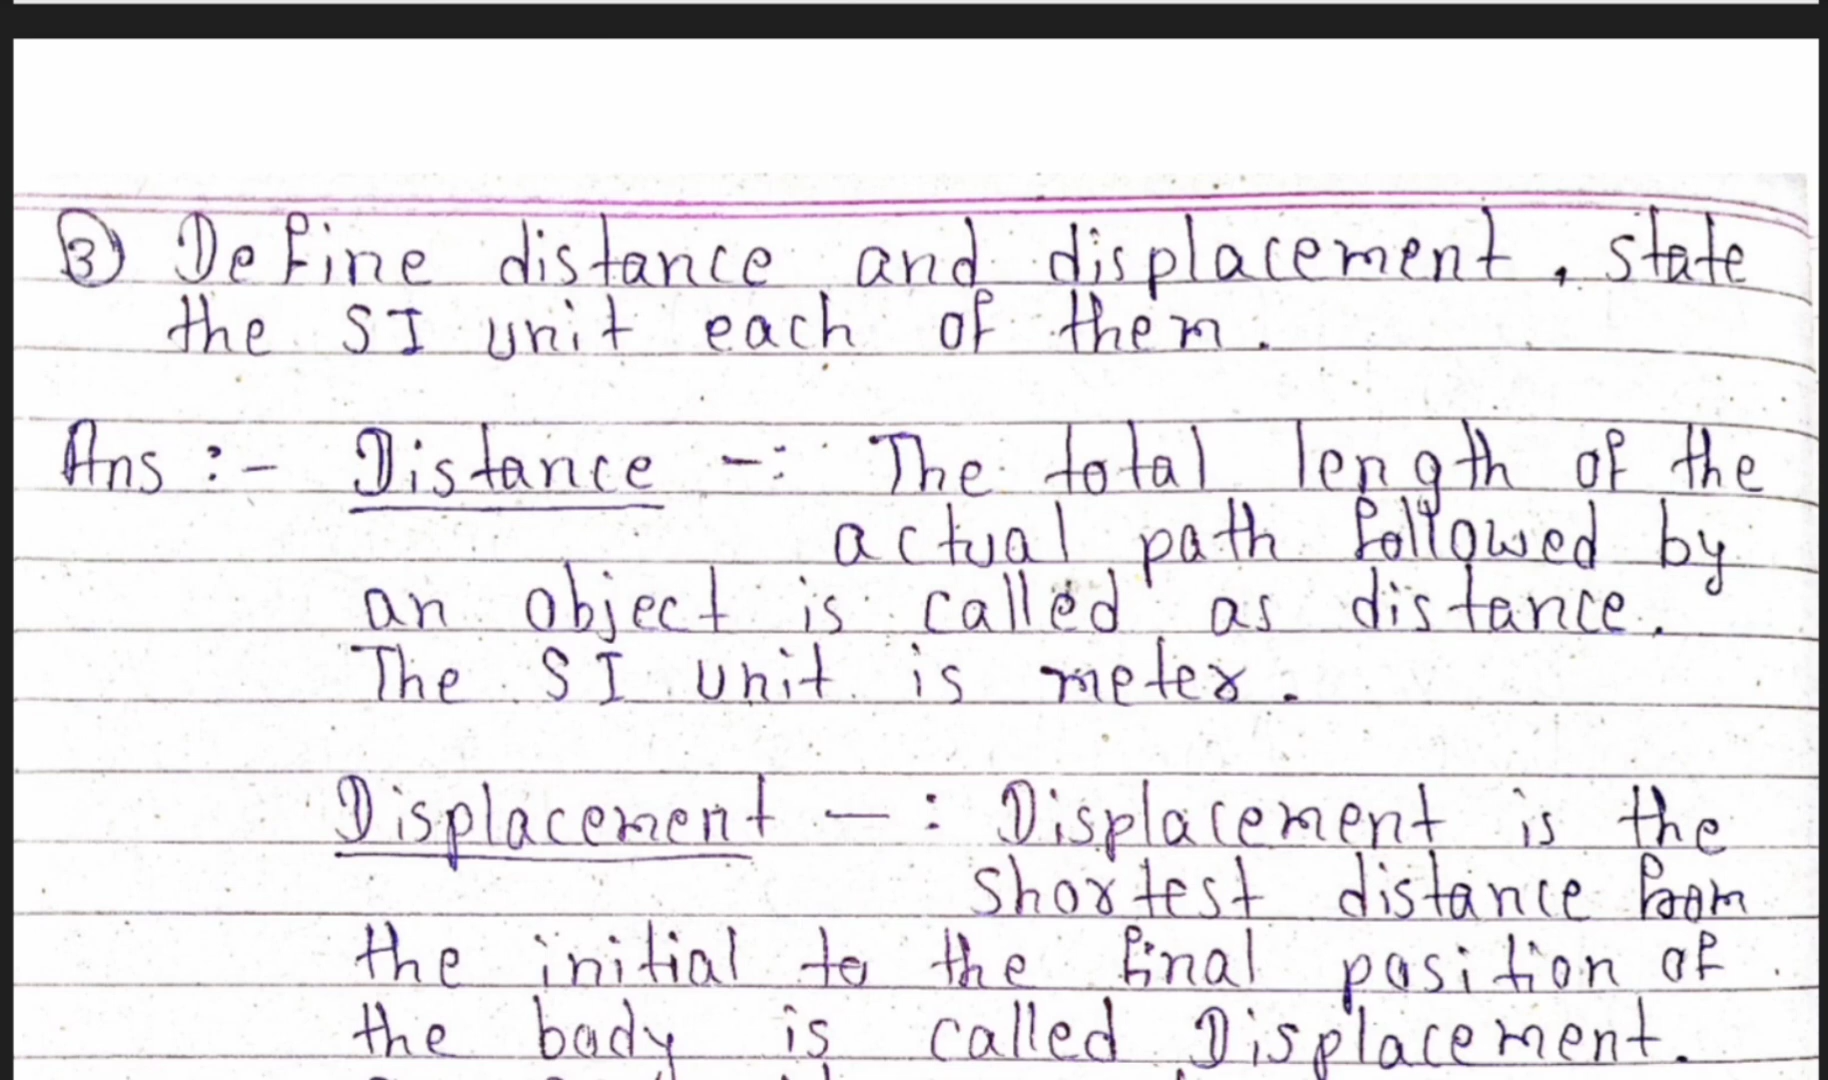 ③ Define distance and displacement, state
the SI unit each of them.
Ans :- Distance -: The total length of the
actual path followed by
an object is called as distance.
The SI unit is meter.
Displacement - : Displacement is the
shortest distance from
the initial to the final position of
the body is called Displacement.